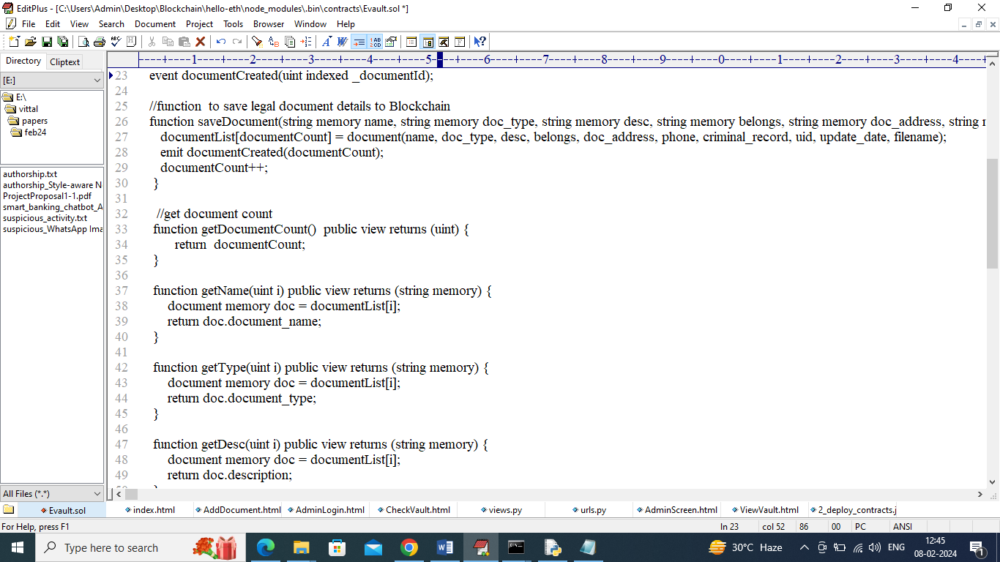 EditPlus - [C:\Users\Admin\Desktop\Blockchain\hello-eth\node_modules\.bin\contracts\Evault.sol *]
File Edit View Search Document Project Tools Browser Window Help
Directory Cliptext
[E:]
E:\
vittal
papers
feb24
authorship.txt
authorship_Style-aware N
ProjectProposal1-1.pdf
smart_banking_chatbot_A
suspicious_activity.txt
suspicious_WhatsApp Ima
All Files (*.*)
----+----1----+----2----+----3----+----4----+----5----+----6----+----7----+----8----+----9----+----0----+----1----+----2----+----3----+----4----
23 event documentCreated(uint indexed _documentId);
24
25 //function  to save legal document details to Blockchain
26 function saveDocument(string memory name, string memory doc_type, string memory desc, string memory belongs, string memory doc_address, string
27 documentList[documentCount] = document(name, doc_type, desc, belongs, doc_address, phone, criminal_record, uid, update_date, filename);
28 emit documentCreated(documentCount);
29 documentCount++;
30 }
31
32 //get document count
33 function getDocumentCount()  public view returns (uint) {
34 return  documentCount;
35 }
36
37 function getName(uint i) public view returns (string memory) {
38 document memory doc = documentList[i];
39 return doc.document_name;
40 }
41
42 function getType(uint i) public view returns (string memory) {
43 document memory doc = documentList[i];
44 return doc.document_type;
45 }
46
47 function getDesc(uint i) public view returns (string memory) {
48 document memory doc = documentList[i];
49 return doc.description;
Evault.sol index.html AddDocument.html AdminLogin.html CheckVault.html views.py urls.py AdminScreen.html ViewVault.html 2_deploy_contracts.j
For Help, press F1 ln 23 col 52 86 00 PC ANSI
Type here to search 30°C Haze ENG 12:45
08-02-2024 1